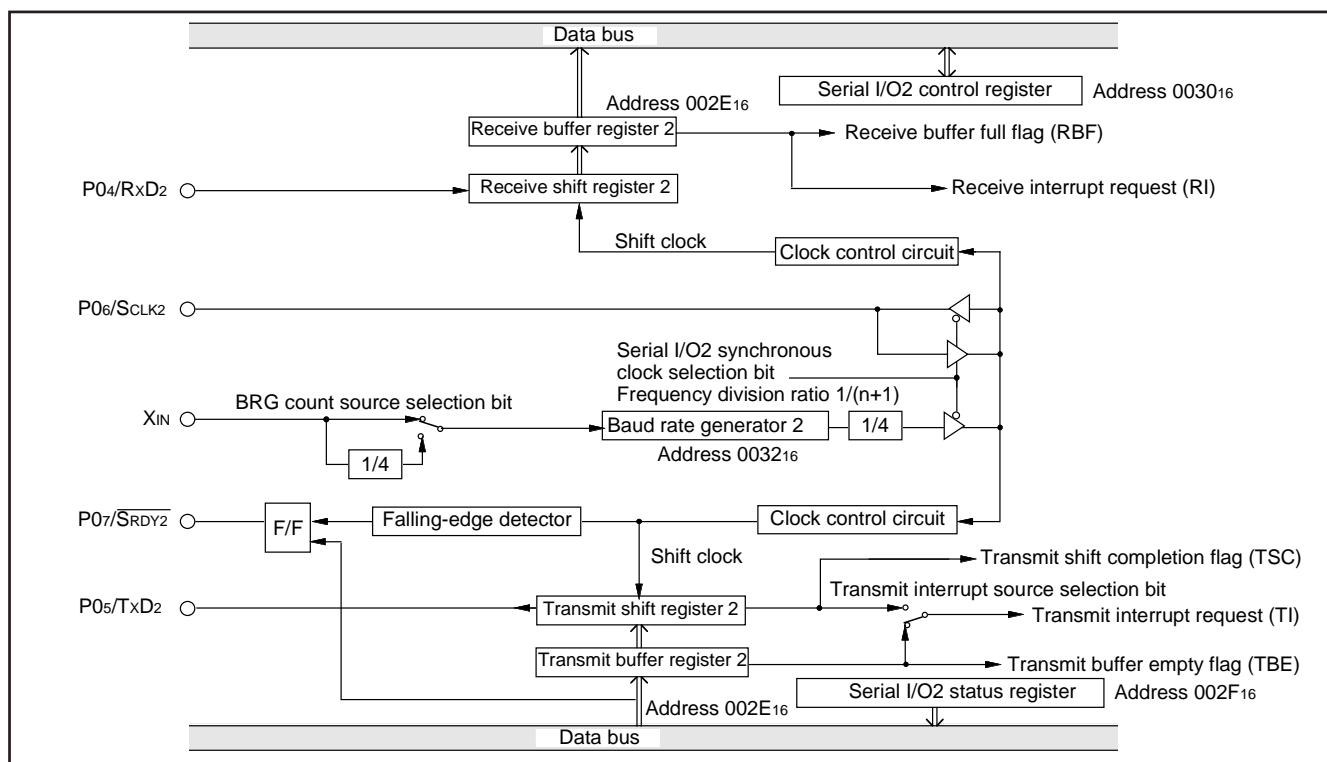 Data bus
Serial I/O2 control register
Address 0030₁₆
Address 002E₁₆
Receive buffer register 2
Receive buffer full flag (RBF)
P0₄/RxD₂
Receive shift register 2
Receive interrupt request (RI)
Shift clock
Clock control circuit
P0₆/SCLK2
Serial I/O2 synchronous
clock selection bit
Frequency division ratio 1/(n+1)
BRG count source selection bit
XIN
Baud rate generator 2
1/4
1/4
Address 0032₁₆
P0₇/S̅R̅D̅Y̅2̅
F/F
Falling-edge detector
Clock control circuit
Shift clock
Transmit shift completion flag (TSC)
Transmit interrupt source selection bit
P0₅/TxD₂
Transmit shift register 2
Transmit interrupt request (TI)
Transmit buffer register 2
Transmit buffer empty flag (TBE)
Serial I/O2 status register
Address 002F₁₆
Address 002E₁₆
Data bus